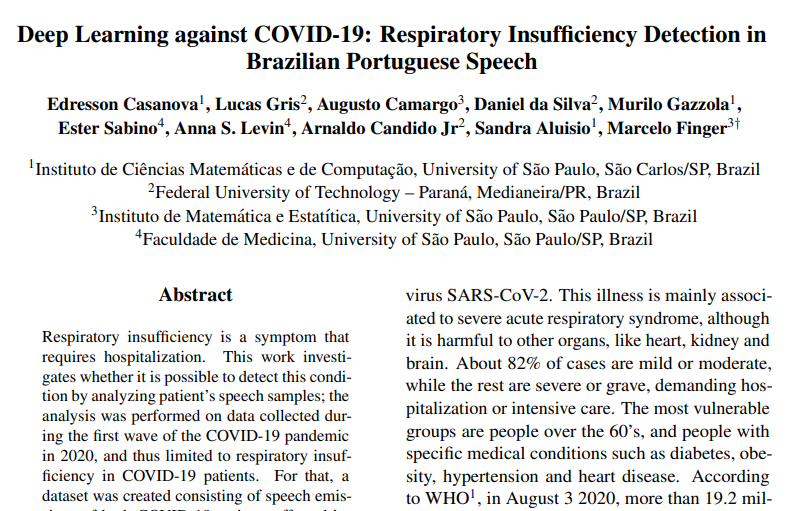 Deep Learning against COVID-19: Respiratory Insufficiency Detection in
Brazilian Portuguese Speech
Edresson Casanova¹, Lucas Gris², Augusto Camargo³, Daniel da Silva², Murilo Gazzola¹,
Ester Sabino⁴, Anna S. Levin⁴, Arnaldo Candido Jr², Sandra Aluisio¹, Marcelo Finger³†
¹Instituto de Ciências Matemáticas e de Computação, University of São Paulo, São Carlos/SP, Brazil
²Federal University of Technology – Paraná, Medianeira/PR, Brazil
³Instituto de Matemática e Estatítica, University of São Paulo, São Paulo/SP, Brazil
⁴Faculdade de Medicina, University of São Paulo, São Paulo/SP, Brazil
Abstract
Respiratory insufficiency is a symptom that
requires hospitalization. This work investi-
gates whether it is possible to detect this condi-
tion by analyzing patient's speech samples; the
analysis was performed on data collected dur-
ing the first wave of the COVID-19 pandemic
in 2020, and thus limited to respiratory insuf-
ficiency in COVID-19 patients. For that, a
dataset was created consisting of speech emis-
virus SARS-CoV-2. This illness is mainly associ-
ated to severe acute respiratory syndrome, although
it is harmful to other organs, like heart, kidney and
brain. About 82% of cases are mild or moderate,
while the rest are severe or grave, demanding hos-
pitalization or intensive care. The most vulnerable
groups are people over the 60's, and people with
specific medical conditions such as diabetes, obe-
sity, hypertension and heart disease. According
to WHO¹, in August 3 2020, more than 19.2 mil-